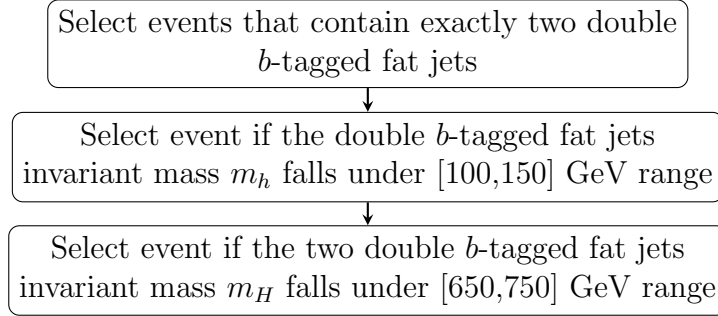 Select events that contain exactly two double
b-tagged fat jets
Select event if the double b-tagged fat jets
invariant mass m_h falls under [100,150] GeV range
Select event if the two double b-tagged fat jets
invariant mass m_H falls under [650,750] GeV range